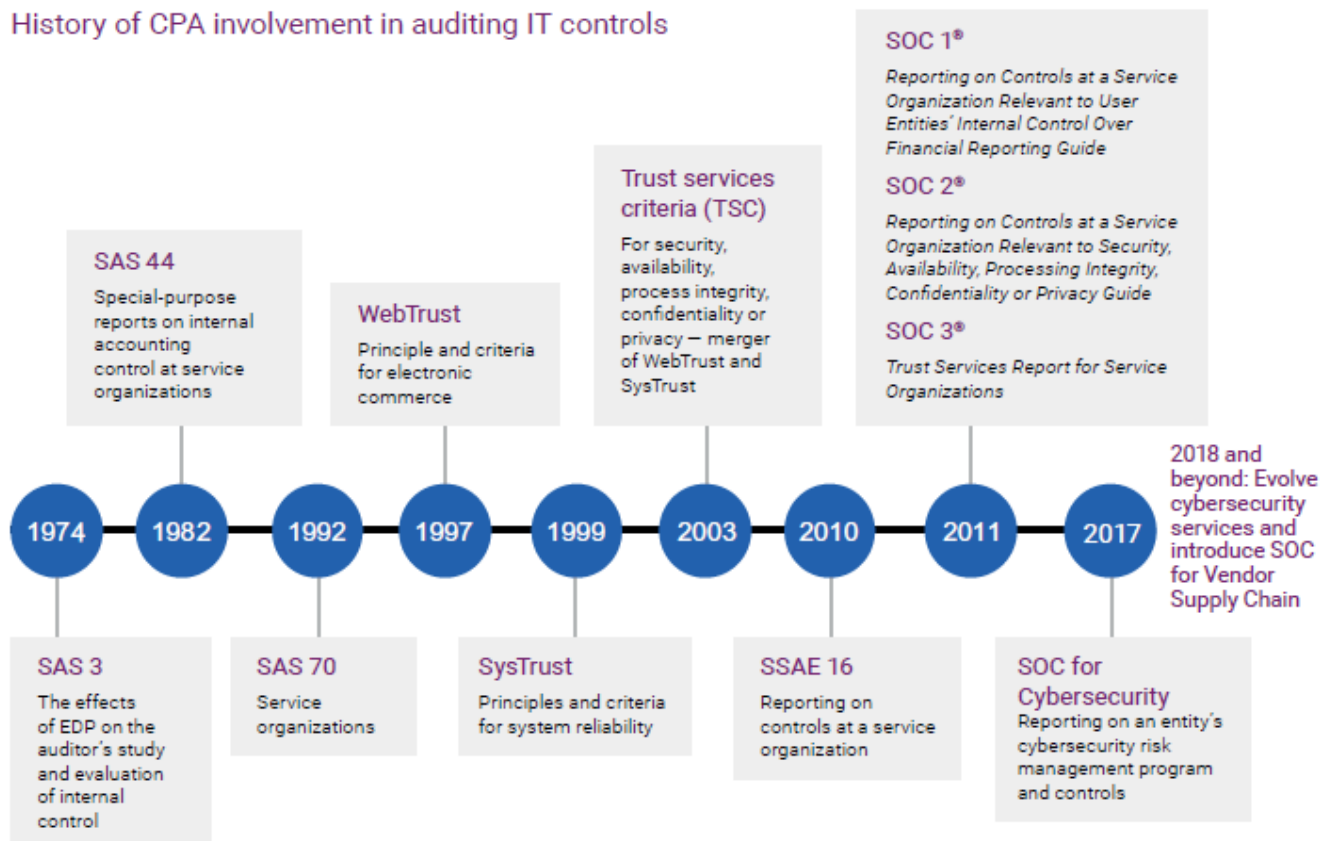 History of CPA involvement in auditing IT controls
SAS 44
Special-purpose
reports on internal
accounting
control at service
organizations
WebTrust
Principle and criteria
for electronic
commerce
Trust services
criteria (TSC)
For security,
availability,
process integrity,
confidentiality or
privacy — merger
of WebTrust and
SysTrust
SOC 1®
Reporting on Controls at a Service
Organization Relevant to User
Entities' Internal Control Over
Financial Reporting Guide
SOC 2®
Reporting on Controls at a Service
Organization Relevant to Security,
Availability, Processing Integrity,
Confidentiality or Privacy Guide
SOC 3®
Trust Services Report for Service
Organizations
1974
1982
1992
1997
1999
2003
2010
2011
2017
2018 and
beyond: Evolve
cybersecurity
services and
introduce SOC
for Vendor
Supply Chain
SAS 3
The effects
of EDP on the
auditor's study
and evaluation
of internal
control
SAS 70
Service
organizations
SysTrust
Principles and criteria
for system reliability
SSAE 16
Reporting on
controls at a service
organization
SOC for
Cybersecurity
Reporting on an entity's
cybersecurity risk
management program
and controls